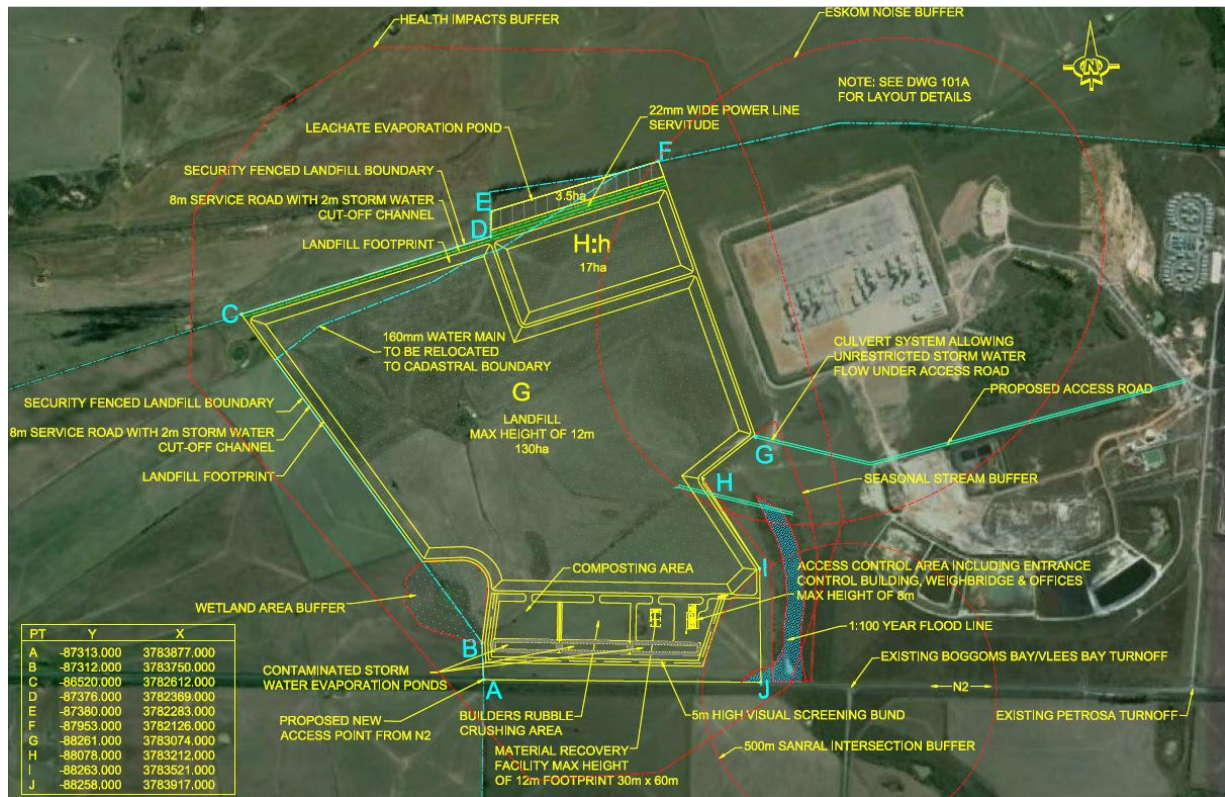 HEALTH IMPACTS BUFFER
ESKOM NOISE BUFFER
N
NOTE: SEE DWG 101A
FOR LAYOUT DETAILS
22mm WIDE POWER LINE
SERVITUDE
LEACHATE EVAPORATION POND
F
SECURITY FENCED LANDFILL BOUNDARY
3.5ha
E
8m SERVICE ROAD WITH 2m STORM WATER
CUT-OFF CHANNEL
D
LANDFILL FOOTPRINT
H:h
17ha
C
160mm WATER MAIN
TO BE RELOCATED
TO CADASTRAL BOUNDARY
CULVERT SYSTEM ALLOWING
UNRESTRICTED STORM WATER
FLOW UNDER ACCESS ROAD
PROPOSED ACCESS ROAD
G
LANDFILL
MAX HEIGHT OF 12m
130ha
SECURITY FENCED LANDFILL BOUNDARY
8m SERVICE ROAD WITH 2m STORM WATER
CUT-OFF CHANNEL
LANDFILL FOOTPRINT
G
H
SEASONAL STREAM BUFFER
COMPOSTING AREA
I
ACCESS CONTROL AREA INCLUDING ENTRANCE
CONTROL BUILDING, WEIGHBRIDGE & OFFICES
MAX HEIGHT OF 8m
WETLAND AREA BUFFER
1:100 YEAR FLOOD LINE
B
EXISTING BOGGOMS BAY/VLEES BAY TURNOFF
CONTAMINATED STORM
WATER EVAPORATION PONDS
A
J
N2
PROPOSED NEW
ACCESS POINT FROM N2
BUILDERS RUBBLE
CRUSHING AREA
5m HIGH VISUAL SCREENING BUND
EXISTING PETROSA TURNOFF
MATERIAL RECOVERY
FACILITY MAX HEIGHT
OF 12m FOOTPRINT 30m x 60m
500m SANRAL INTERSECTION BUFFER
PT Y X
A -87313.000 3783877.000
B -87312.000 3783750.000
C -86520.000 3782612.000
D -87376.000 3782369.000
E -87380.000 3782283.000
F -87953.000 3782126.000
G -88261.000 3783074.000
H -88078.000 3783212.000
I -88263.000 3783521.000
J -88258.000 3783917.000